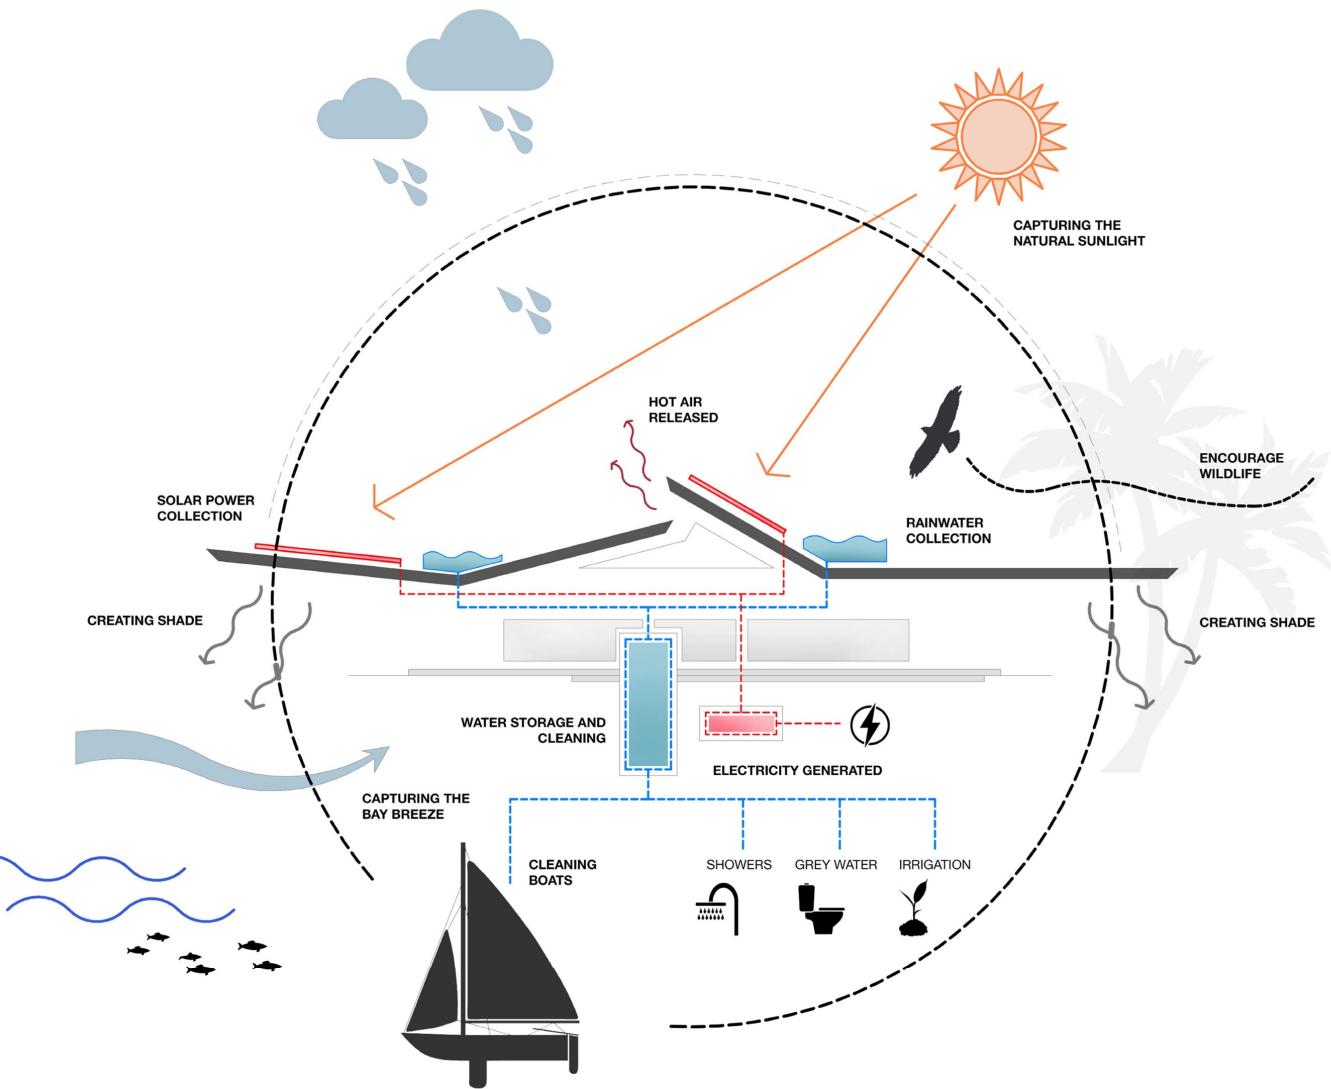 CAPTURING THE
NATURAL SUNLIGHT
HOT AIR
RELEASED
ENCOURAGE
WILDLIFE
SOLAR POWER
COLLECTION
RAINWATER
COLLECTION
CREATING SHADE
CREATING SHADE
WATER STORAGE AND
CLEANING
ELECTRICITY GENERATED
CAPTURING THE
BAY BREEZE
CLEANING
BOATS
SHOWERS
GREY WATER
IRRIGATION